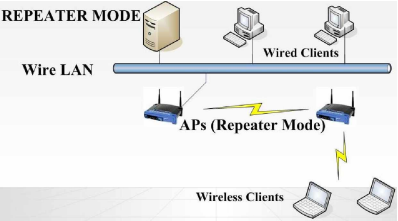 REPEATER MODE
Wired Clients
Wire LAN
APs (Repeater Mode)
Wireless Clients